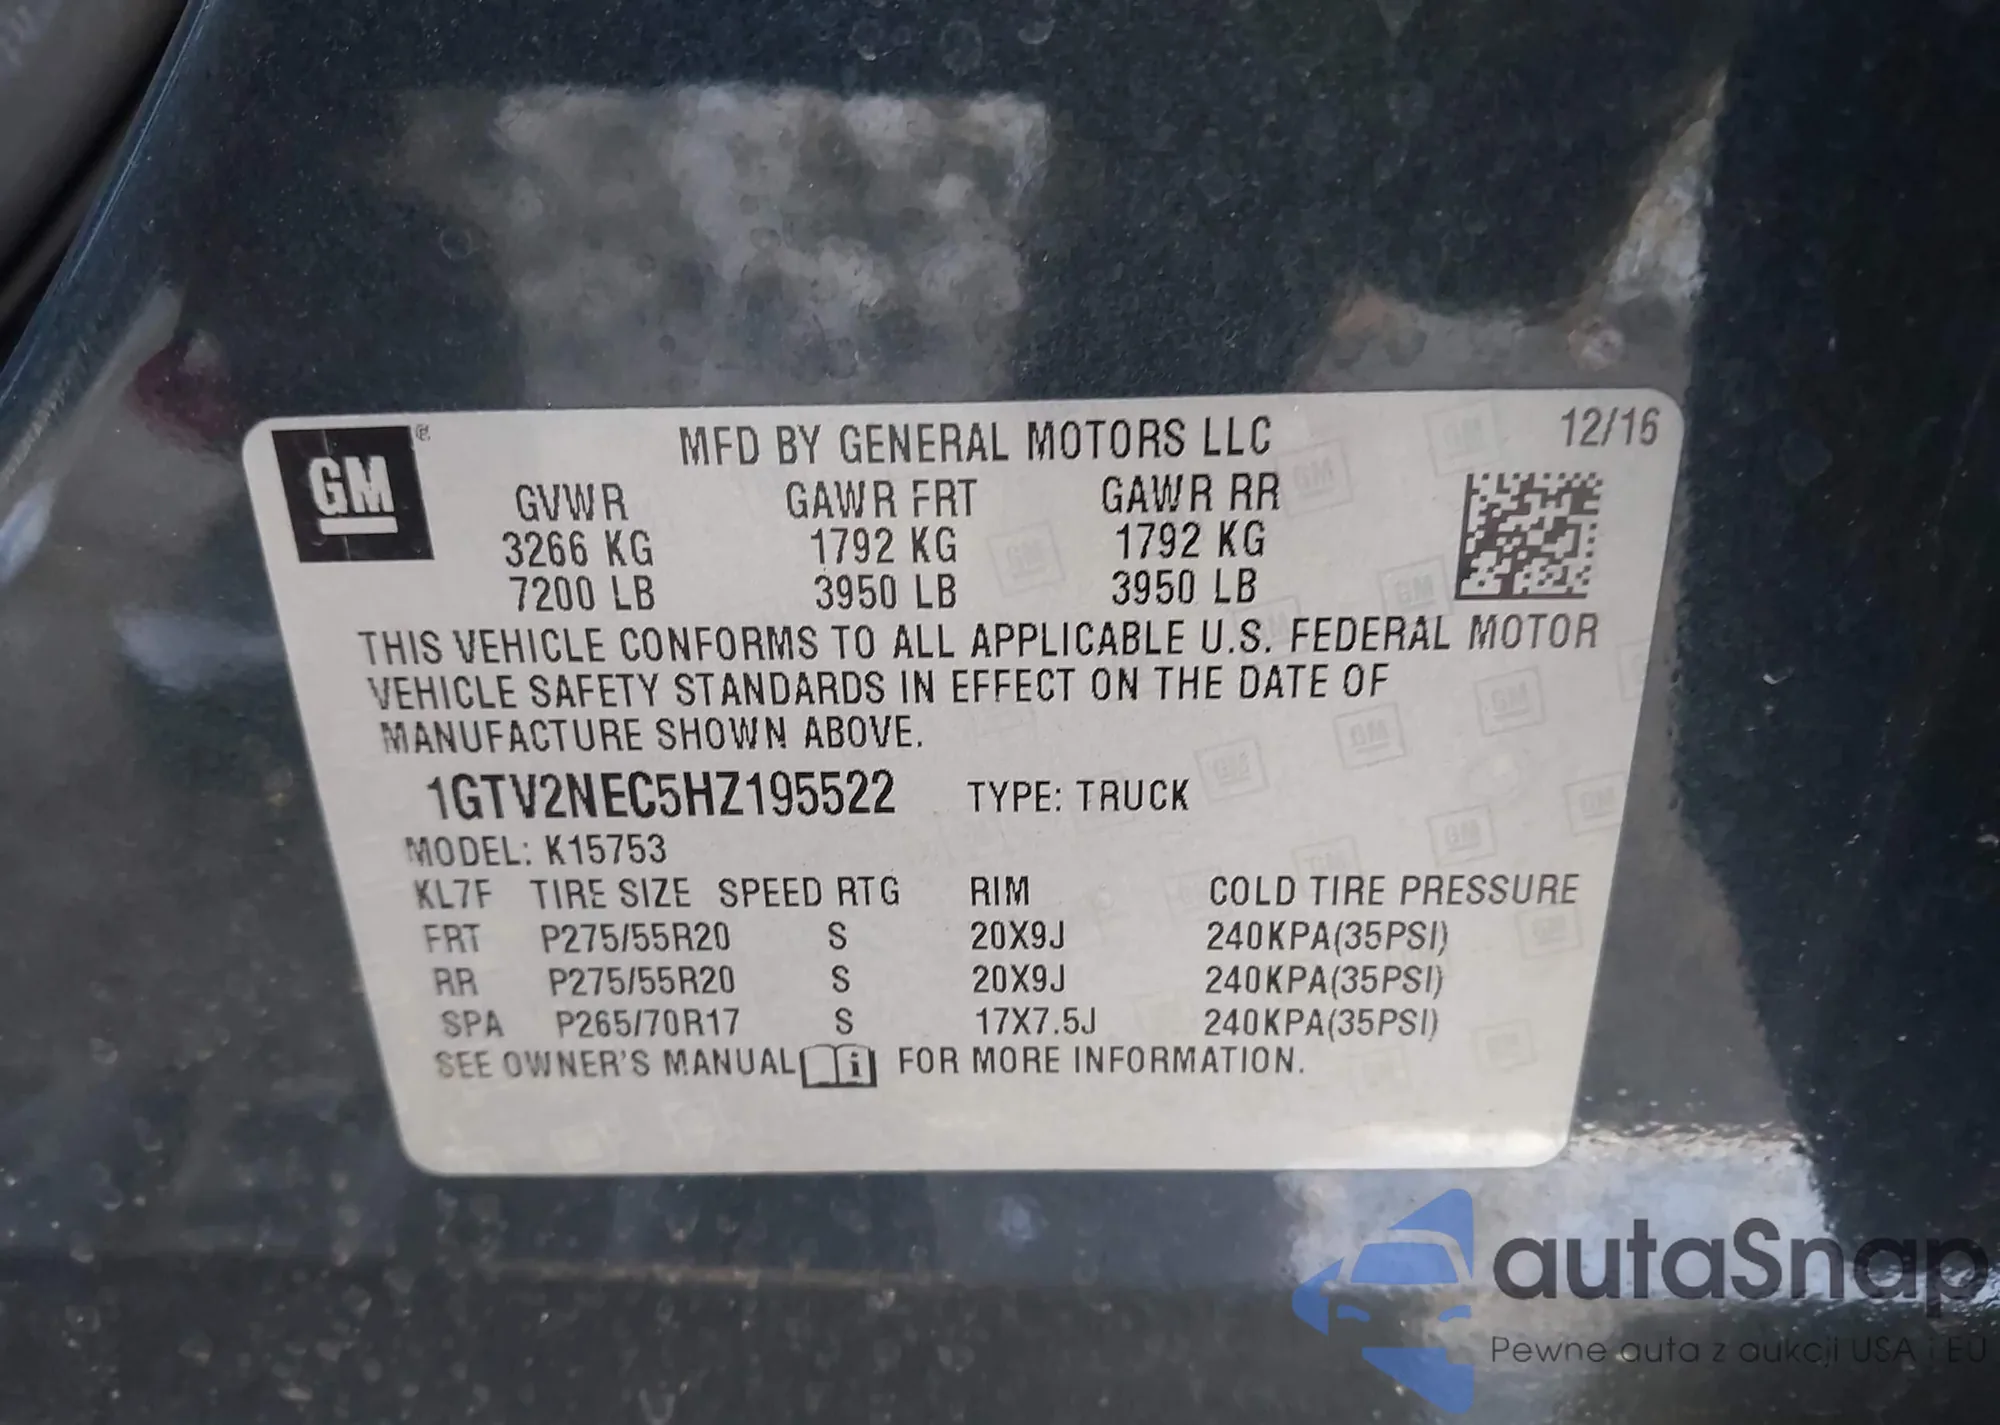 GM
MFD BY GENERAL MOTORS LLC
12/16
GVWR GAWR FRT GAWR RR
3266 KG 1792 KG 1792 KG
7200 LB 3950 LB 3950 LB
THIS VEHICLE CONFORMS TO ALL APPLICABLE U.S. FEDERAL MOTOR
VEHICLE SAFETY STANDARDS IN EFFECT ON THE DATE OF
MANUFACTURE SHOWN ABOVE.
1GTV2NEC5HZ195522 TYPE: TRUCK
MODEL: K15753
KL7F TIRE SIZE SPEED RTG RIM COLD TIRE PRESSURE
FRT P275/55R20 S 20X9J 240KPA(35PSI)
RR P275/55R20 S 20X9J 240KPA(35PSI)
SPA P265/70R17 S 17X7.5J 240KPA(35PSI)
SEE OWNER'S MANUAL i FOR MORE INFORMATION.
autaSnap
Pewne auta z aukcji USA i EU